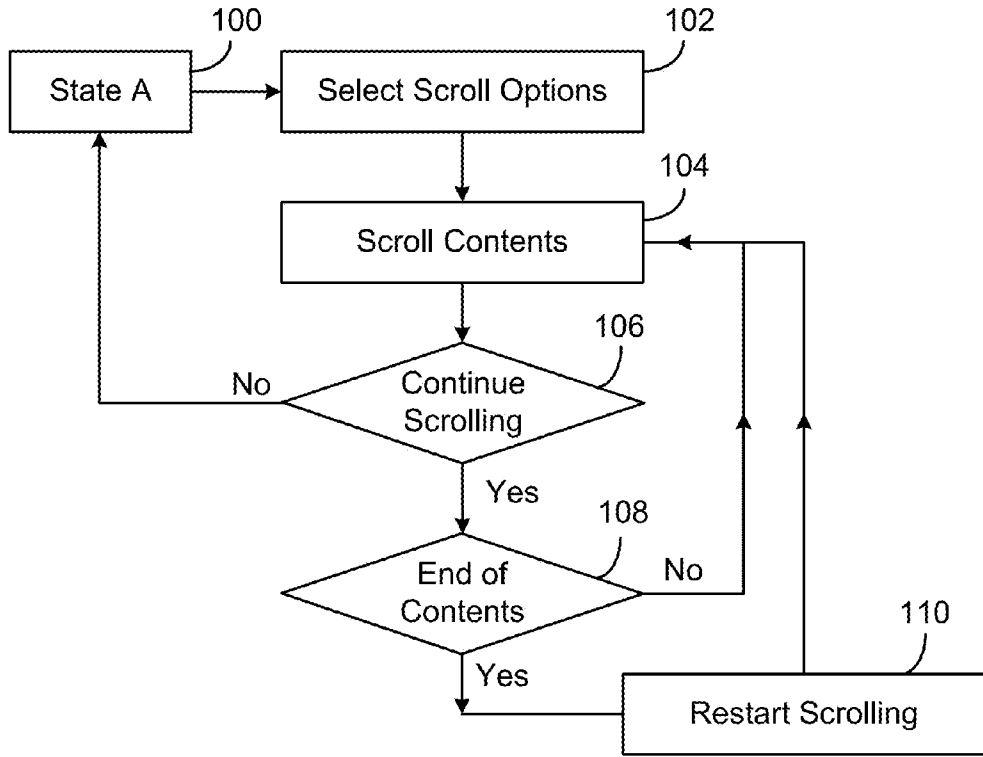 100
State A
102
Select Scroll Options
104
Scroll Contents
106
Continue
Scrolling
No
Yes
108
End of
Contents
No
Yes
110
Restart Scrolling